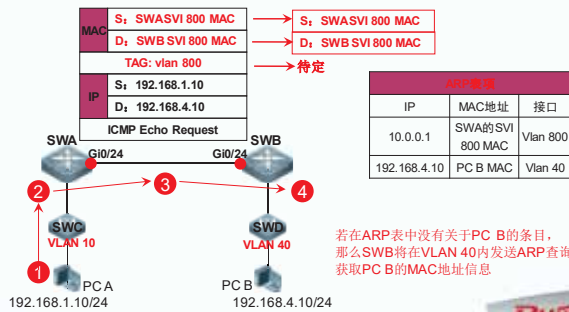 MAC
S: SWASVI 800 MAC
D: SWB SVI 800 MAC
TAG: vlan 800
IP
S: 192.168.1.10
D: 192.168.4.10
ICMP Echo Request
S: SWASVI 800 MAC
D: SWB SVI 800 MAC
待定
ARP表项
IP
MAC地址
接口
10.0.0.1
SWA的SVI
800 MAC
Vlan 800
192.168.4.10
PC B MAC
Vlan 40
SWA
SWB
Gi0/24
Gi0/24
2
3
4
SWC
SWD
VLAN 10
VLAN 40
1
PC A
PC B
192.168.1.10/24
192.168.4.10/24
若在ARP表中没有关于PC B的条目，
那么SWB将在VLAN 40内发送ARP查询
获取PC B的MAC地址信息